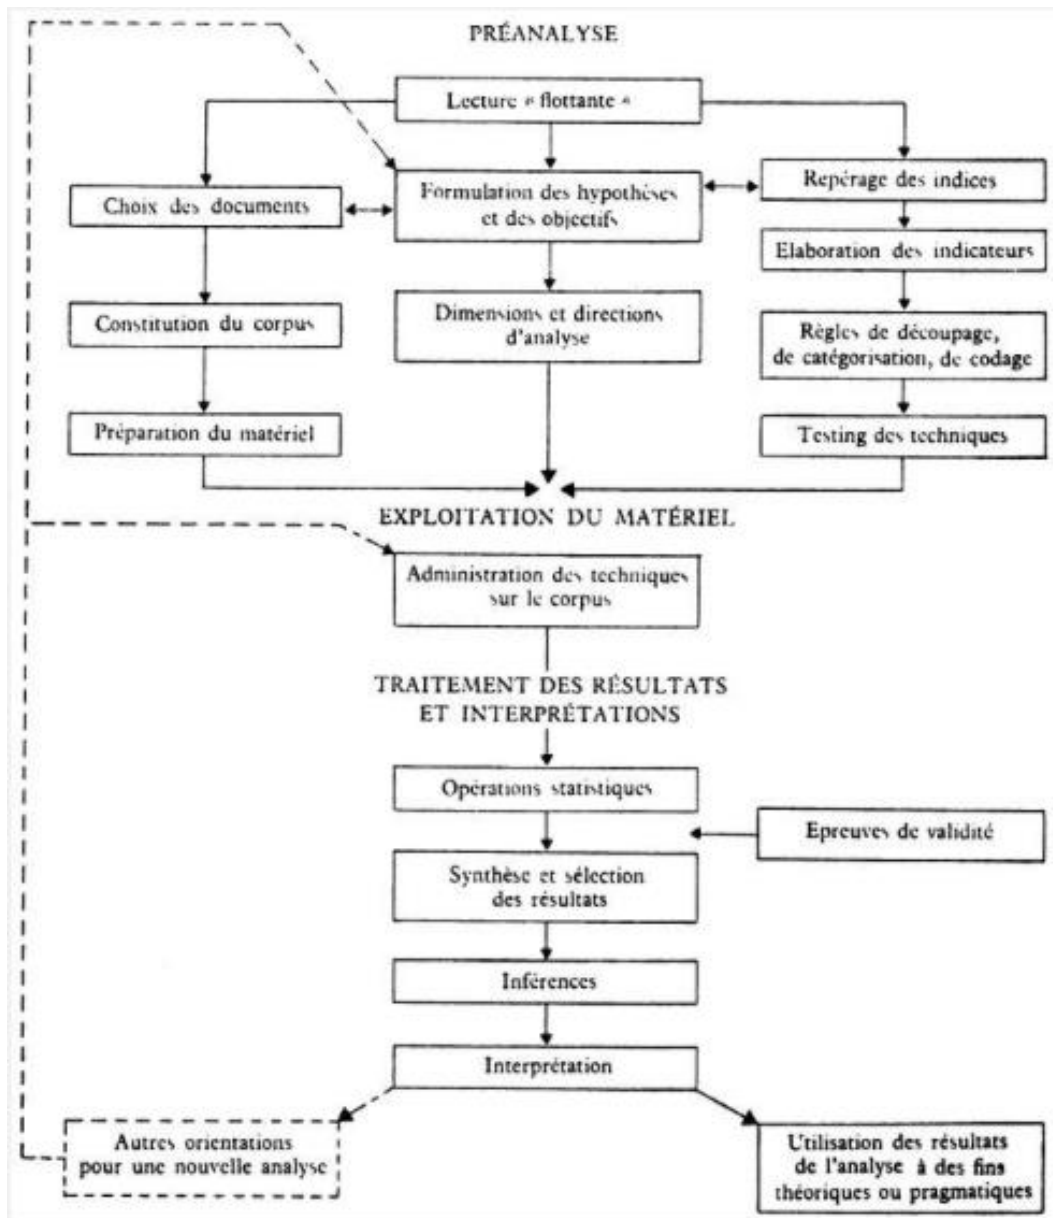 PRÉANALYSE
Lecture « flottante »
Choix des documents
Formulation des hypothèses
et des objectifs
Repérage des indices
Elaboration des indicateurs
Constitution du corpus
Dimensions et directions
d'analyse
Règles de découpage,
de catégorisation, de codage
Préparation du matériel
Testing des techniques
EXPLOITATION DU MATÉRIEL
Administration des techniques
sur le corpus
TRAITEMENT DES RÉSULTATS
ET INTERPRÉTATIONS
Opérations statistiques
Epreuves de validité
Synthèse et sélection
des résultats
Inférences
Interprétation
Autres orientations
pour une nouvelle analyse
Utilisation des résultats
de l'analyse à des fins
théoriques ou pragmatiques